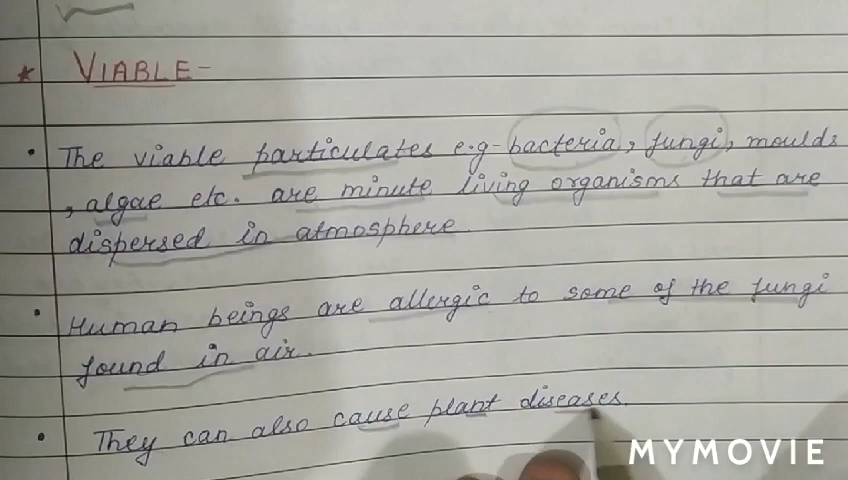 * VIABLE -
• The viable particulates e.g - bacteria, fungi, moulds
, algae etc. are minute living organisms that are
dispersed in atmosphere
• Human beings are allergic to some of the fungi
found in air.
• They can also cause plant diseases.
MYMOVIE